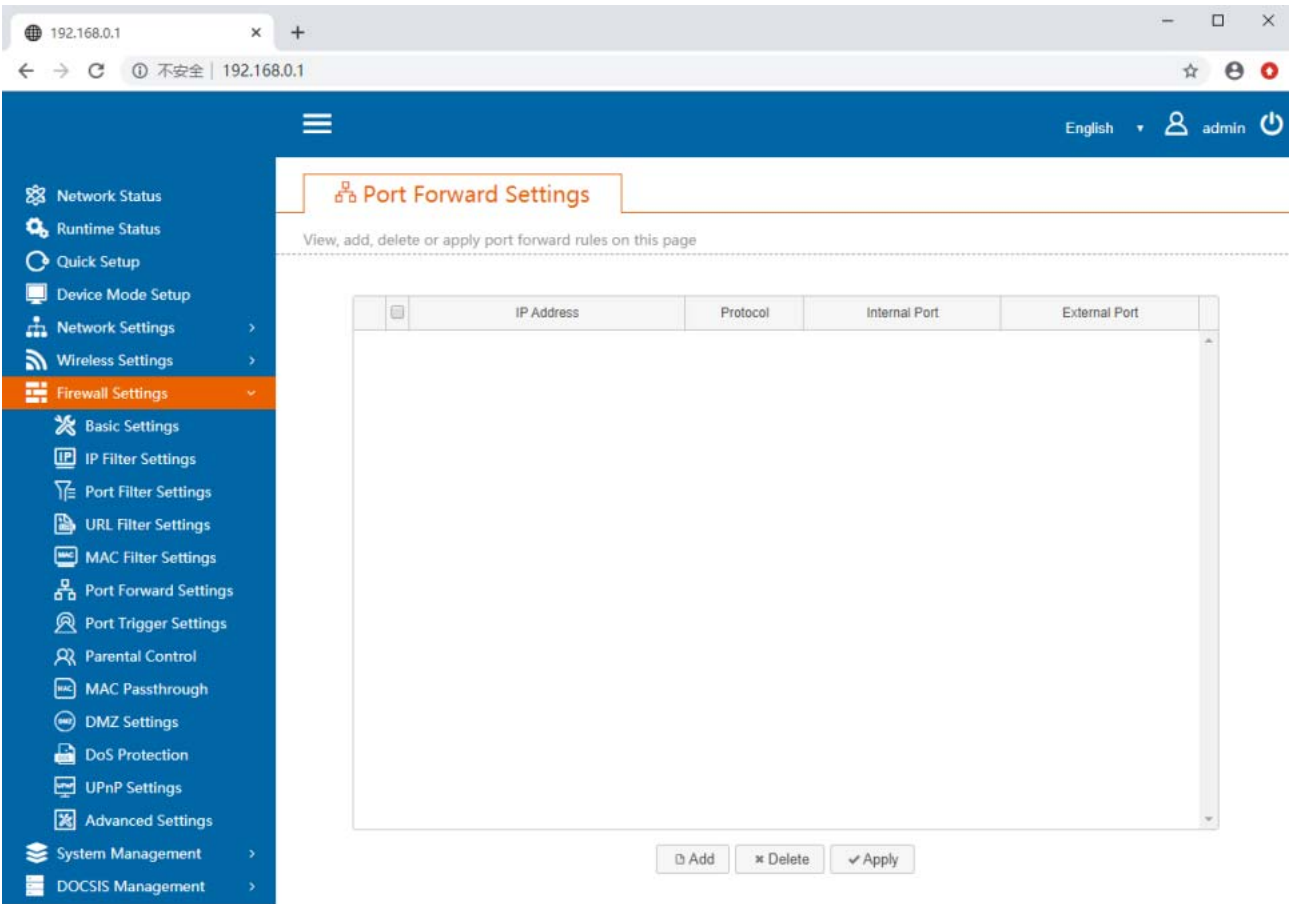 192.168.0.1
不安全 | 192.168.0.1
English admin
Network Status
Runtime Status
Quick Setup
Device Mode Setup
Network Settings
Wireless Settings
Firewall Settings
Basic Settings
IP Filter Settings
Port Filter Settings
URL Filter Settings
MAC Filter Settings
Port Forward Settings
Port Trigger Settings
Parental Control
MAC Passthrough
DMZ Settings
DoS Protection
UPnP Settings
Advanced Settings
System Management
DOCSIS Management
Port Forward Settings
View, add, delete or apply port forward rules on this page
IP Address Protocol Internal Port External Port
Add Delete Apply